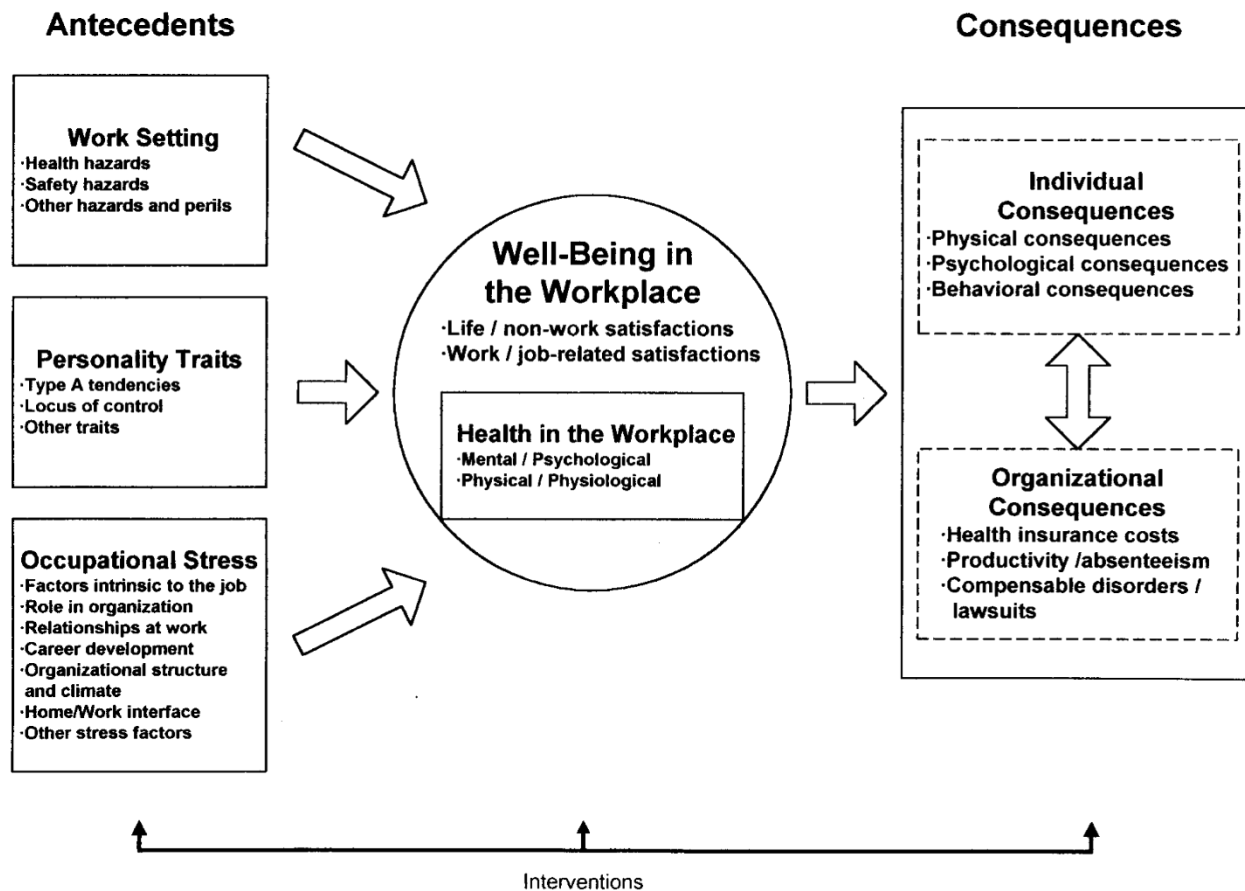 Antecedents
Consequences
Work Setting
·Health hazards
·Safety hazards
·Other hazards and perils
Personality Traits
·Type A tendencies
·Locus of control
·Other traits
Occupational Stress
·Factors intrinsic to the job
·Role in organization
·Relationships at work
·Career development
·Organizational structure
and climate
·Home/Work interface
·Other stress factors
Well-Being in
the Workplace
·Life / non-work satisfactions
·Work / job-related satisfactions
Health in the Workplace
·Mental / Psychological
·Physical / Physiological
Individual
Consequences
·Physical consequences
·Psychological consequences
·Behavioral consequences
Organizational
Consequences
·Health insurance costs
·Productivity /absenteeism
·Compensable disorders /
lawsuits
Interventions